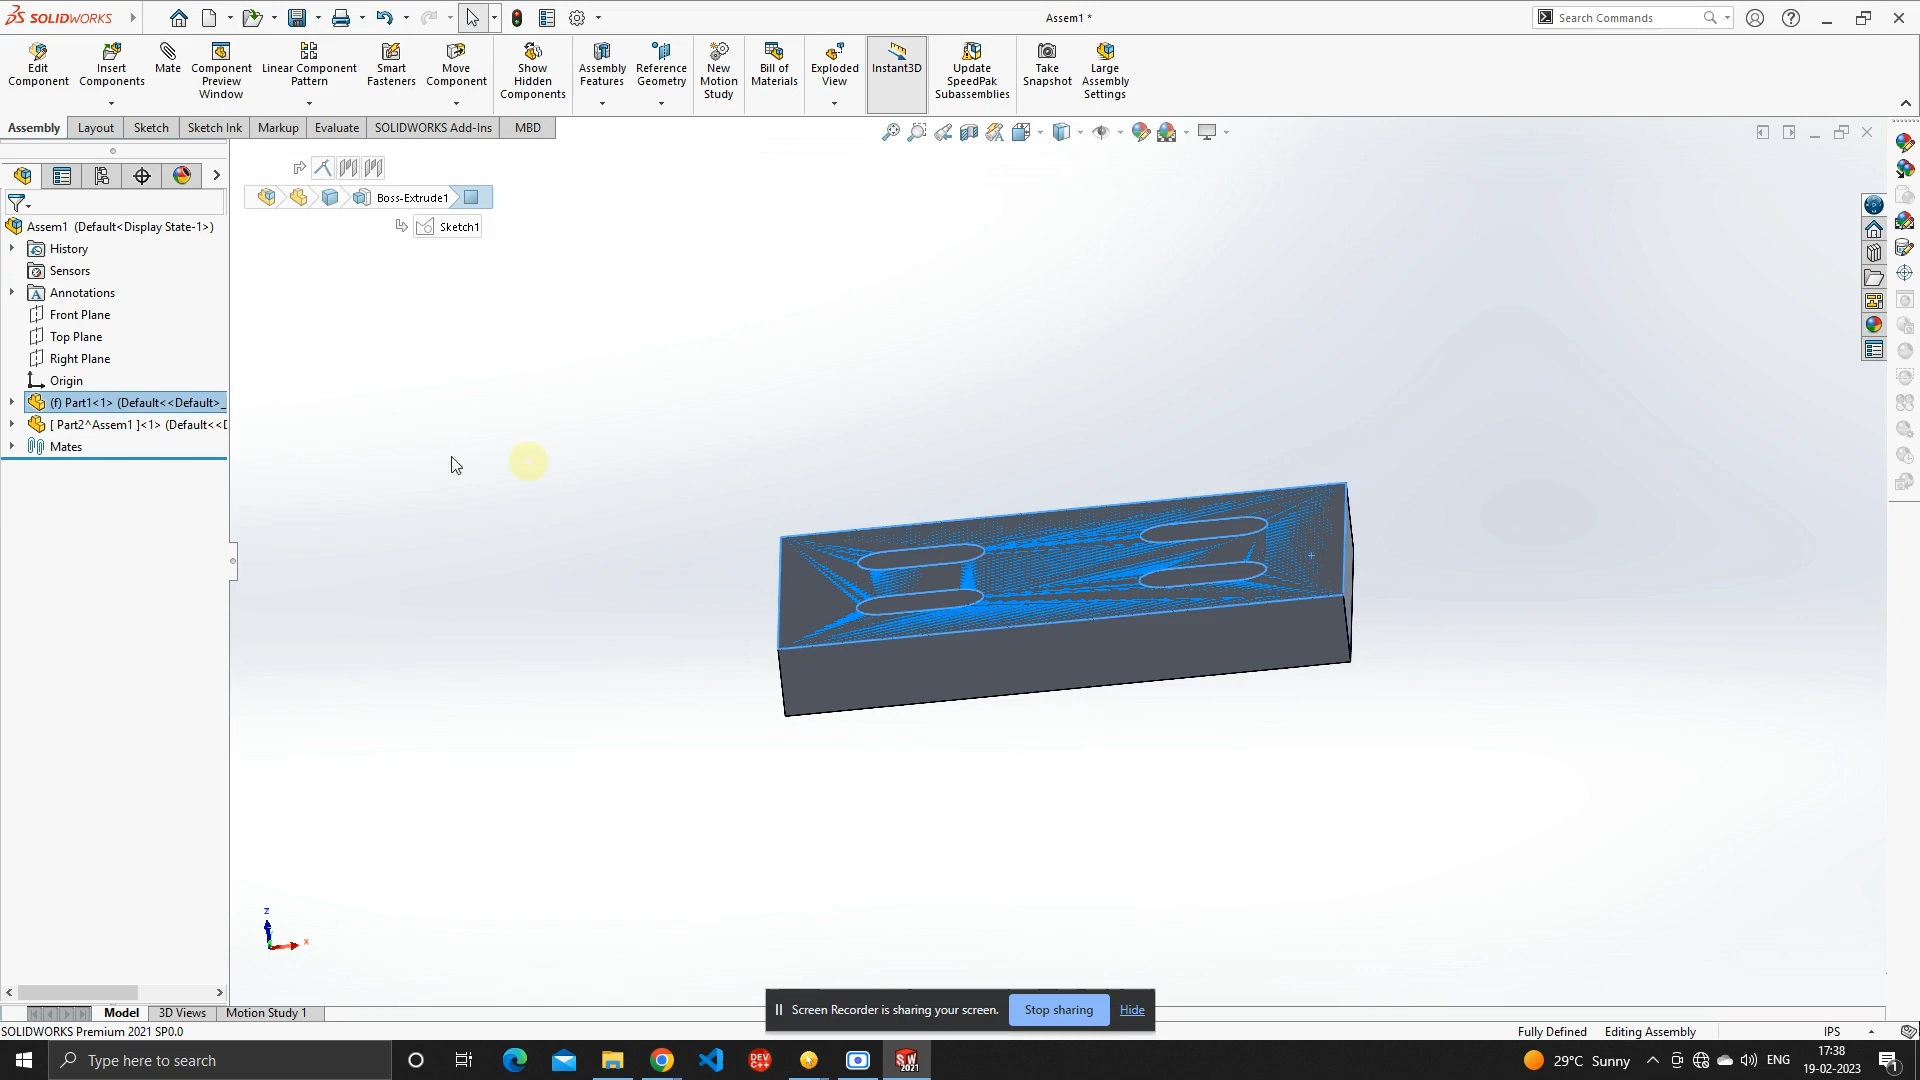 SOLIDWORKS
Assem1 *
Search Commands
Edit Component
Insert Components
Mate
Component Preview Window
Linear Component Pattern
Smart Fasteners
Move Component
Show Hidden Components
Assembly Features
Reference Geometry
New Motion Study
Bill of Materials
Exploded View
Instant3D
Update SpeedPak Subassemblies
Take Snapshot
Large Assembly Settings
Assembly
Layout
Sketch
Sketch Ink
Markup
Evaluate
SOLIDWORKS Add-Ins
MBD
Boss-Extrude1
Sketch1
Assem1 (Default<Display State-1>)
History
Sensors
Annotations
Front Plane
Top Plane
Right Plane
Origin
(f) Part1<1> (Default<<Default>_
[ Part2^Assem1 ]<1> (Default<<D
Mates
z
x
Model
3D Views
Motion Study 1
Screen Recorder is sharing your screen.
Stop sharing
Hide
SOLIDWORKS Premium 2021 SP0.0
Fully Defined
Editing Assembly
IPS
Type here to search
DEV C++
SW 2021
29°C Sunny
ENG
17:38
19-02-2023
1